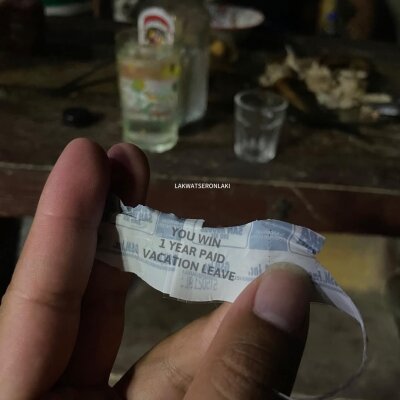 LAKWATSERONLAKI
YOU WIN
1 YEAR PAID
VACATION LEAVE